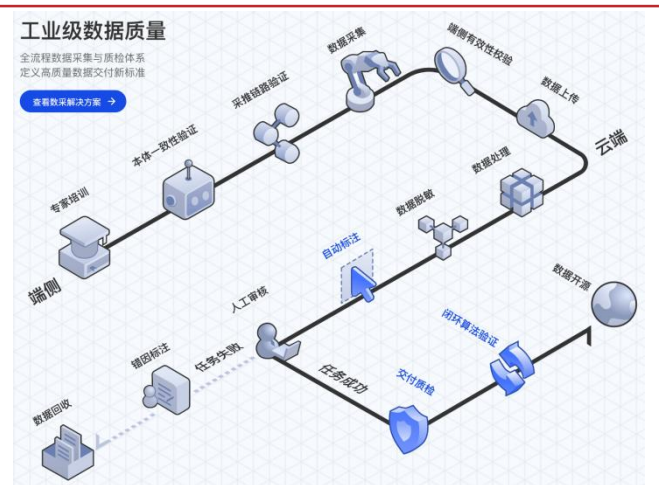 工业级数据质量
全流程数据采集与质检体系
定义高质量数据交付新标准
查看数采解决方案 →
端侧
专家培训
本体一致性验证
采推链路验证
数据采集
端侧有效性校验
数据上传
云端
数据处理
数据脱敏
自动标注
人工审核
任务失败
错因标注
数据回收
任务成功
交付质检
闭环算法验证
数据开源